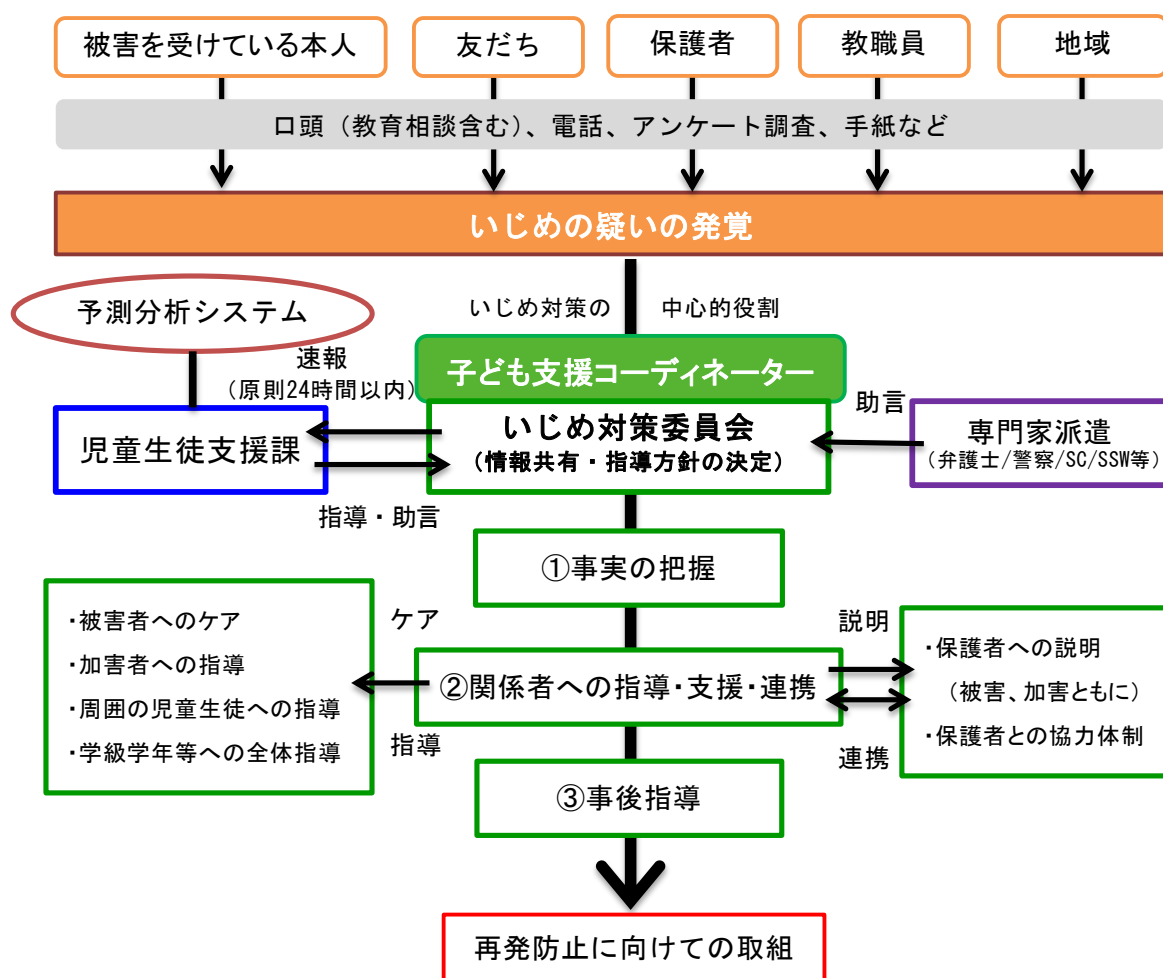 被害を受けている本人
友だち
保護者
教職員
地域
口頭（教育相談含む）、電話、アンケート調査、手紙など
いじめの疑いの発覚
いじめ対策の 中心的役割
予測分析システム
子ども支援コーディネーター
速報
（原則24時間以内）
児童生徒支援課
いじめ対策委員会
（情報共有・指導方針の決定）
助言
専門家派遣
（弁護士/警察/SC/SSW等）
指導・助言
①事実の把握
・被害者へのケア
・加害者への指導
・周囲の児童生徒への指導
・学級学年等への全体指導
ケア
指導
②関係者への指導・支援・連携
説明
連携
・保護者への説明
（被害、加害ともに）
・保護者との協力体制
③事後指導
再発防止に向けての取組